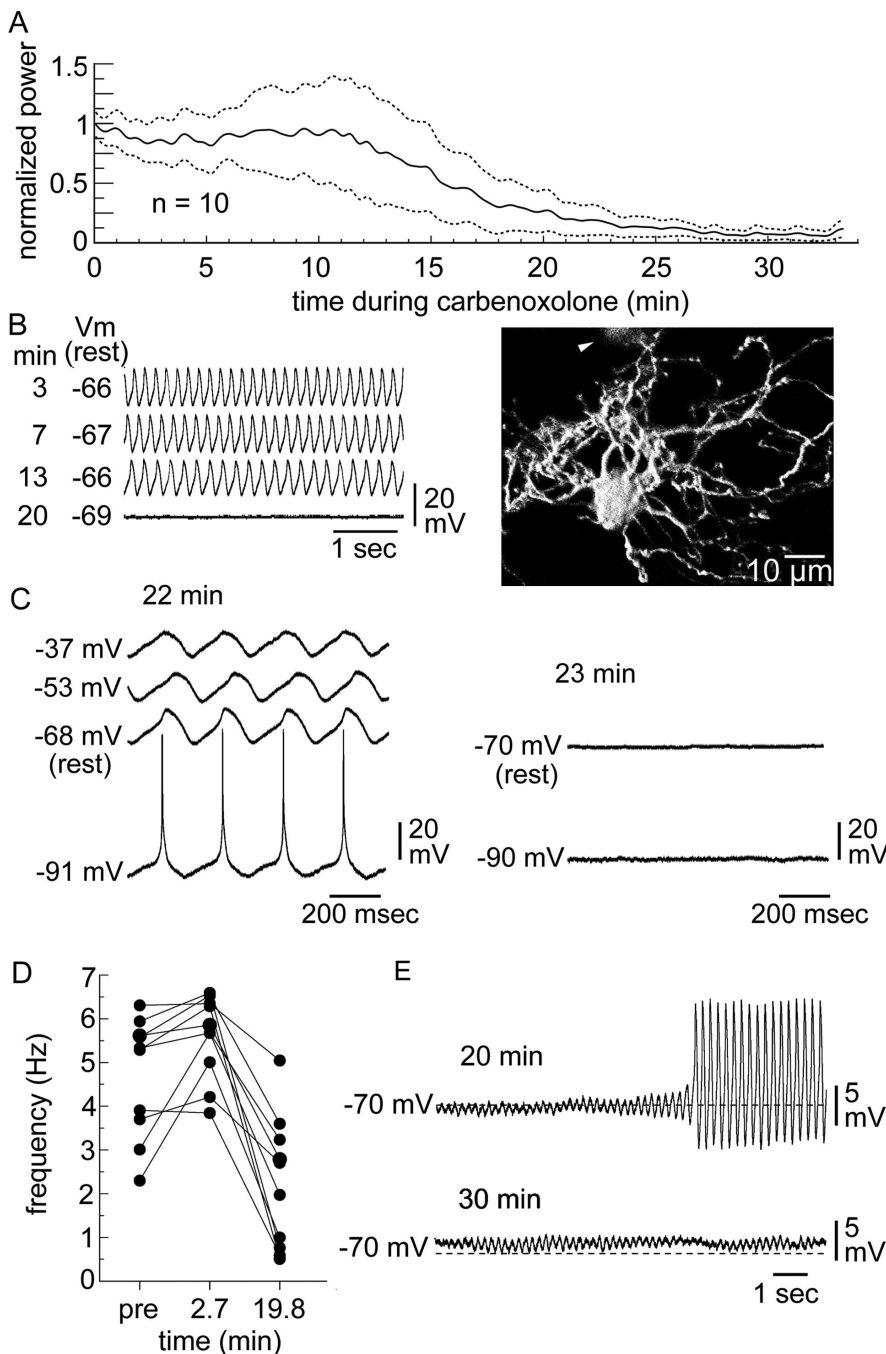 A
normalized power
1.5
1
0.5
0
n = 10
0 5 10 15 20 25 30
time during carbenoxolone (min)
B
Vm
min (rest)
3 -66
7 -67
13 -66
20 -69
20
mV
1 sec
10 µm
C
22 min
-37 mV
-53 mV
-68 mV
(rest)
-91 mV
20
mV
200 msec
23 min
-70 mV
(rest)
-90 mV
20
mV
200 msec
D
frequency (Hz)
7
6
5
4
3
2
1
0
pre 2.7 19.8
time (min)
E
20 min
-70 mV
5
mV
30 min
-70 mV
5
mV
1 sec